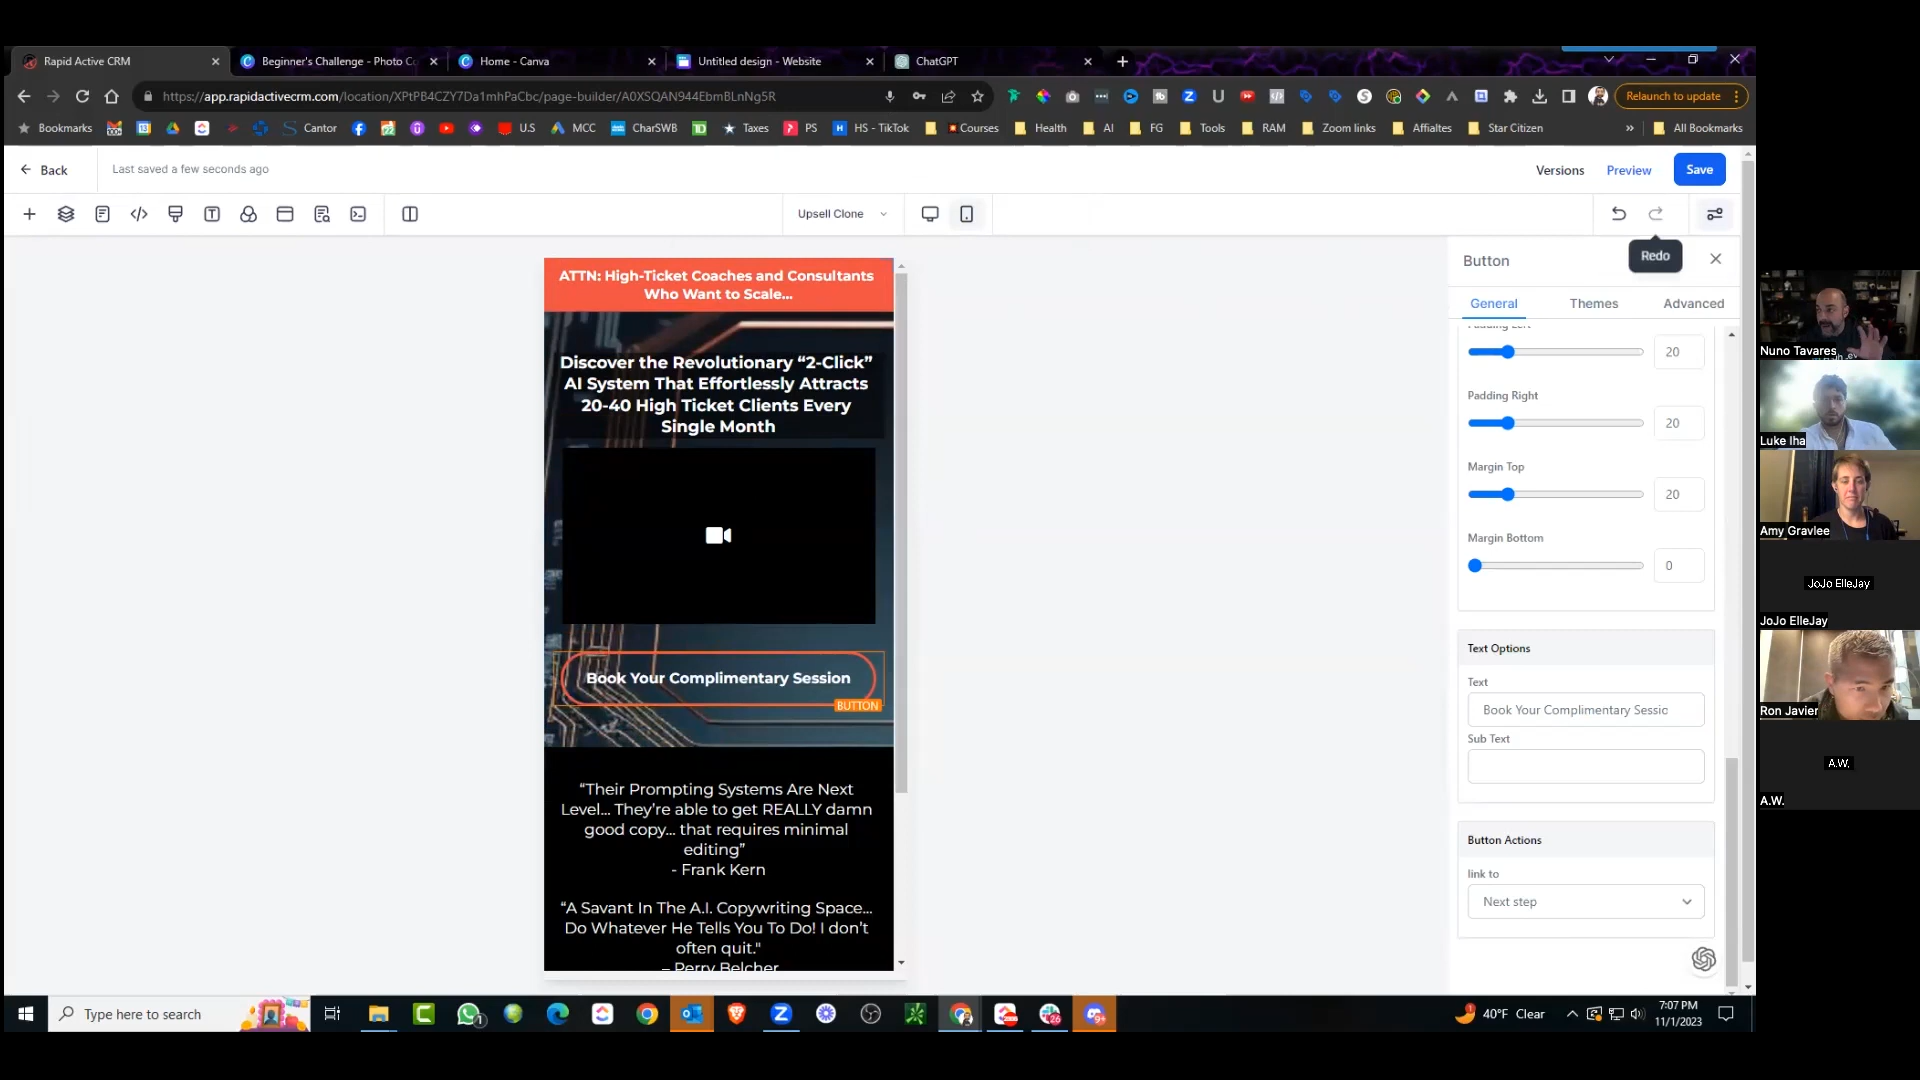 Rapid Active CRM
Beginner's Challenge - Photo Co
Home - Canva
Untitled design - Website
ChatGPT
https://app.rapidactivecrm.com/location/XPtPB4CZY7Da1mhPaCbc/page-builder/A0XSQAN944EbmBLnNg5R
Relaunch to update
Bookmarks
Cantor
U.S
MCC
CharSWB
Taxes
PS
HS - TikTok
Courses
Health
AI
FG
Tools
RAM
Zoom links
Affialtes
Star Citizen
All Bookmarks
Back
Last saved a few seconds ago
Versions
Preview
Save
Upsell Clone
Redo
Button
General
Themes
Advanced
ATTN: High-Ticket Coaches and Consultants
Who Want to Scale...
Discover the Revolutionary “2-Click”
AI System That Effortlessly Attracts
20-40 High Ticket Clients Every
Single Month
Book Your Complimentary Session
BUTTON
“Their Prompting Systems Are Next
Level... They’re able to get REALLY damn
good copy... that requires minimal
editing”
- Frank Kern
“A Savant In The A.I. Copywriting Space...
Do Whatever He Tells You To Do! I don’t
often quit."
– Perry Belcher
Padding Left
20
Padding Right
20
Margin Top
20
Margin Bottom
0
Text Options
Text
Book Your Complimentary Sessic
Sub Text
Button Actions
link to
Next step
Nuno Tavares
Luke Iha
Amy Gravlee
JoJo ElleJay
JoJo ElleJay
Ron Javier
A.W.
A.W.
Type here to search
40°F Clear
7:07 PM
11/1/2023